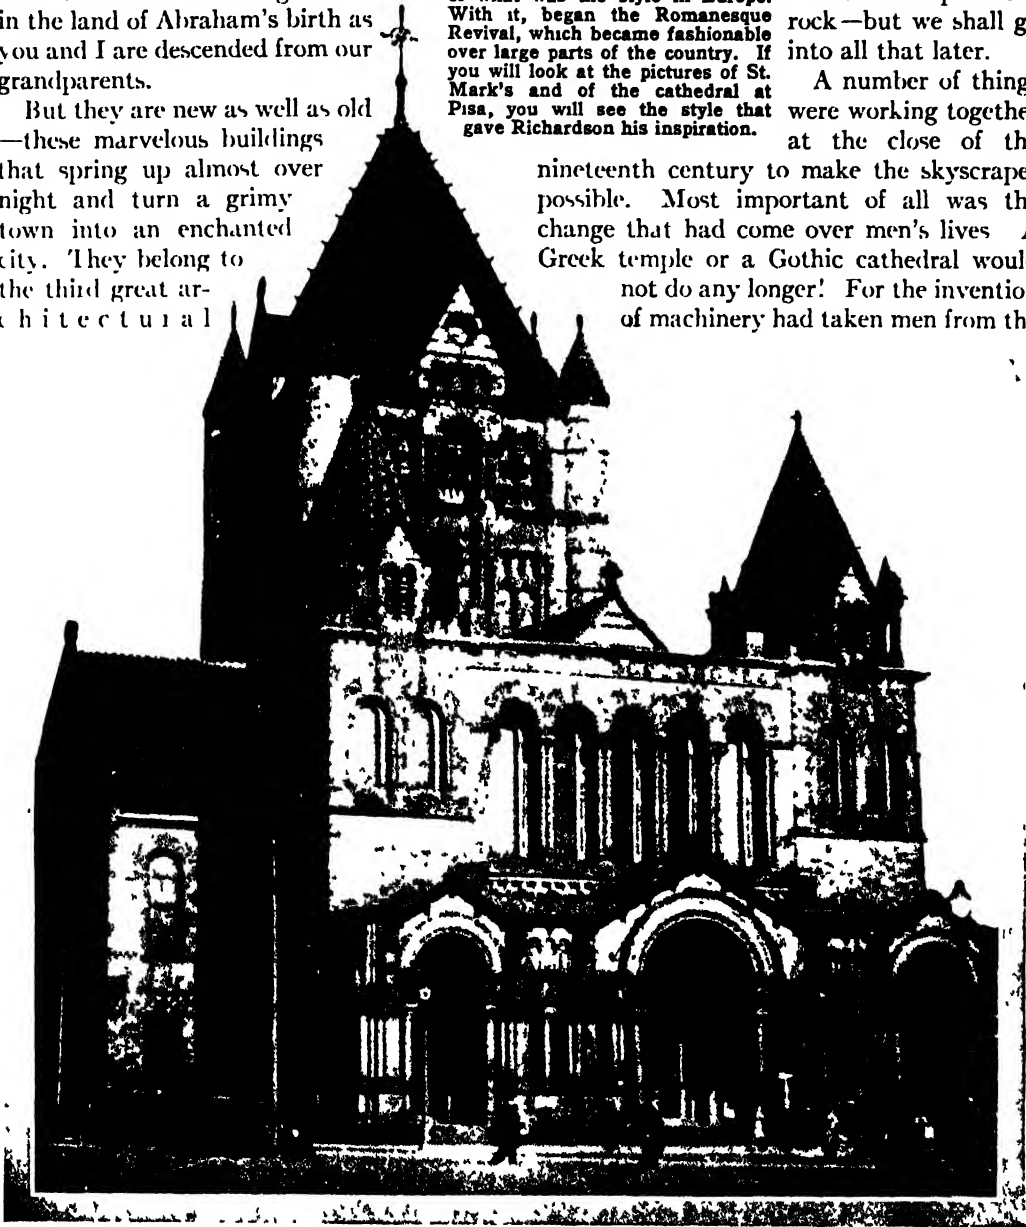 in the land of Abraham's birth as
you and I are descended from our
grandparents.
But they are new as well as old
—these marvelous buildings
that spring up almost over
night and turn a grimy
town into an enchanted
city. They belong to
the third great ar-
chitectural
With it, began the Romanesque
Revival, which became fashionable
over large parts of the country. If
you will look at the pictures of St.
Mark's and of the cathedral at
Pisa, you will see the style that
gave Richardson his inspiration.
rock—but we shall g
into all that later.
A number of thing
were working togethe
at the close of th
nineteenth century to make the skyscrape
possible. Most important of all was th
change that had come over men's lives
Greek temple or a Gothic cathedral woul
not do any longer! For the inventio
of machinery had taken men from th